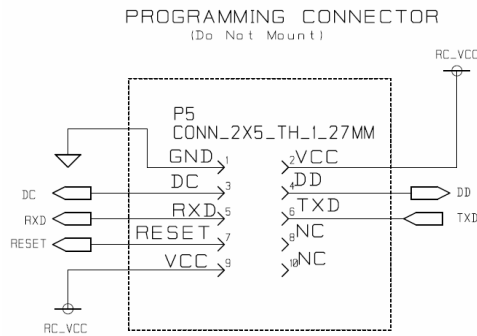 PROGRAMMING CONNECTOR
(Do Not Mount)
RC_VCC
P5
CONN_2X5_TH_1_27MM
GND 1 2 VCC
DC DC 3 4 DD DD
RXD RXD 5 6 TXD TXD
RESET RESET 7 8 NC
VCC 9 10 NC
RC_VCC